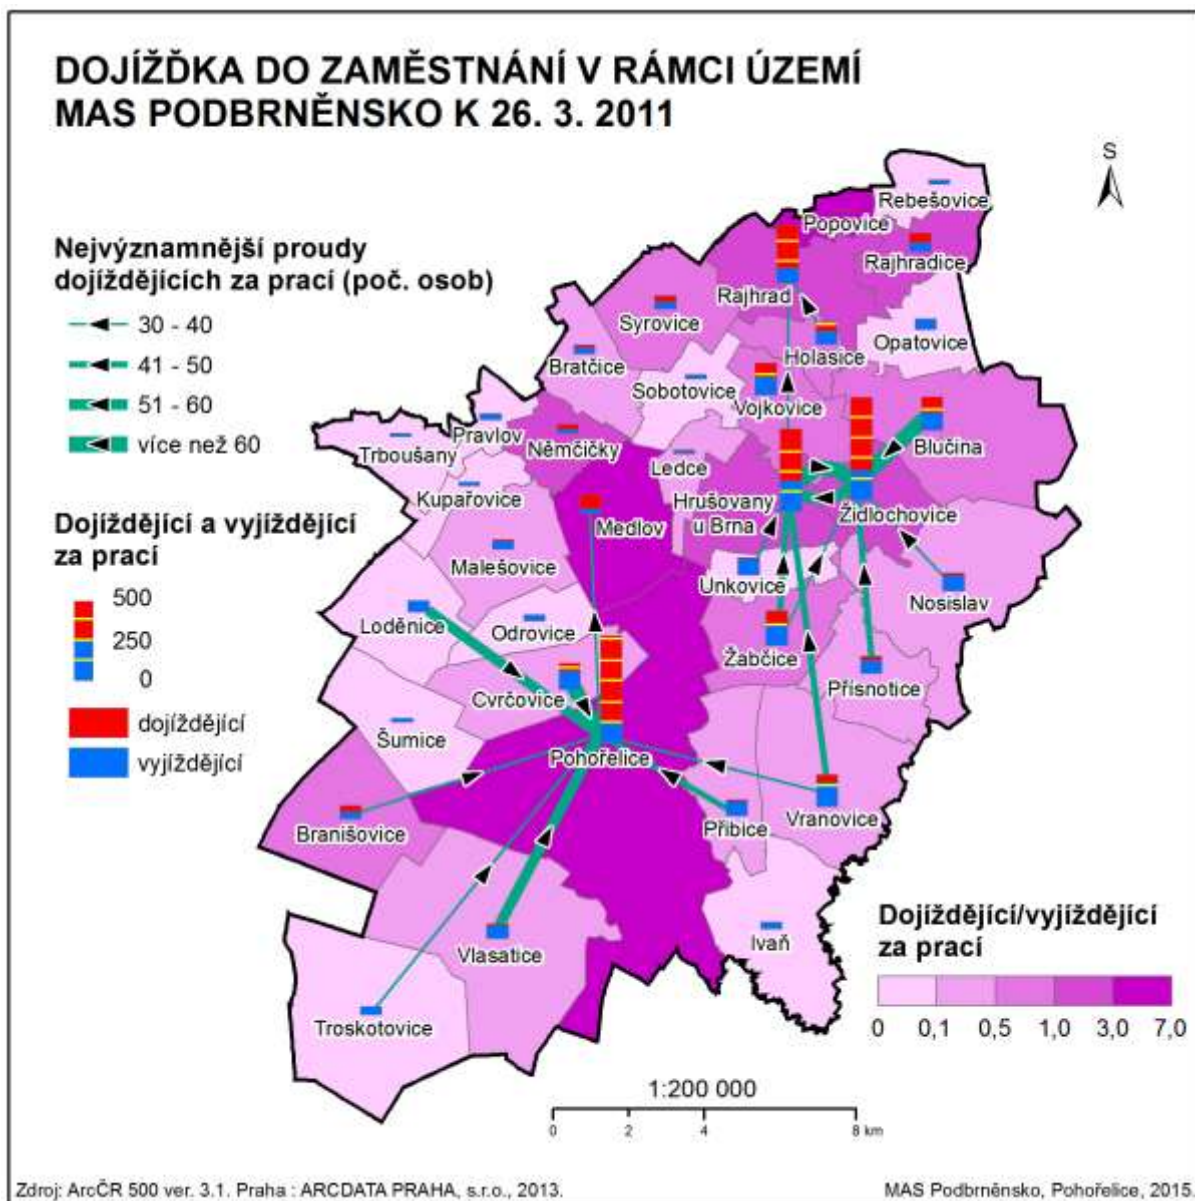 DOJÍŽĎKA DO ZAMĚSTNÁNÍ V RÁMCI ÚZEMÍ
MAS PODBRNĚNSKO K 26. 3. 2011
S
Nejvýznamnější proudy
dojíždějících za prací (poč. osob)
30 - 40
41 - 50
51 - 60
více než 60
Dojíždějící a vyjíždějící
za prací
500
250
0
dojíždějící
vyjíždějící
Rebešovice
Popovice
Rajhradice
Rajhrad
Syrovice
Opatovice
Holasice
Bratčice
Sobotovice
Vojkovice
Pravlov
Němčičky
Blučina
Trboušany
Ledce
Kupařovice
Hrušovany
u Brna
Židlochovice
Medlov
Malešovice
Unkovice
Nosislav
Loděnice
Odrovice
Žabčice
Přísnotice
Cvrčovice
Šumice
Pohořelice
Vranovice
Přibice
Branišovice
Ivaň
Vlasatice
Troskotovice
Dojíždějící/vyjíždějící
za prací
0 0,1 0,5 1,0 3,0 7,0
1:200 000
0 2 4 8 km
Zdroj: ArcČR 500 ver. 3.1. Praha : ARCDATA PRAHA, s.r.o., 2013.
MAS Podbrněnsko, Pohořelice, 2015